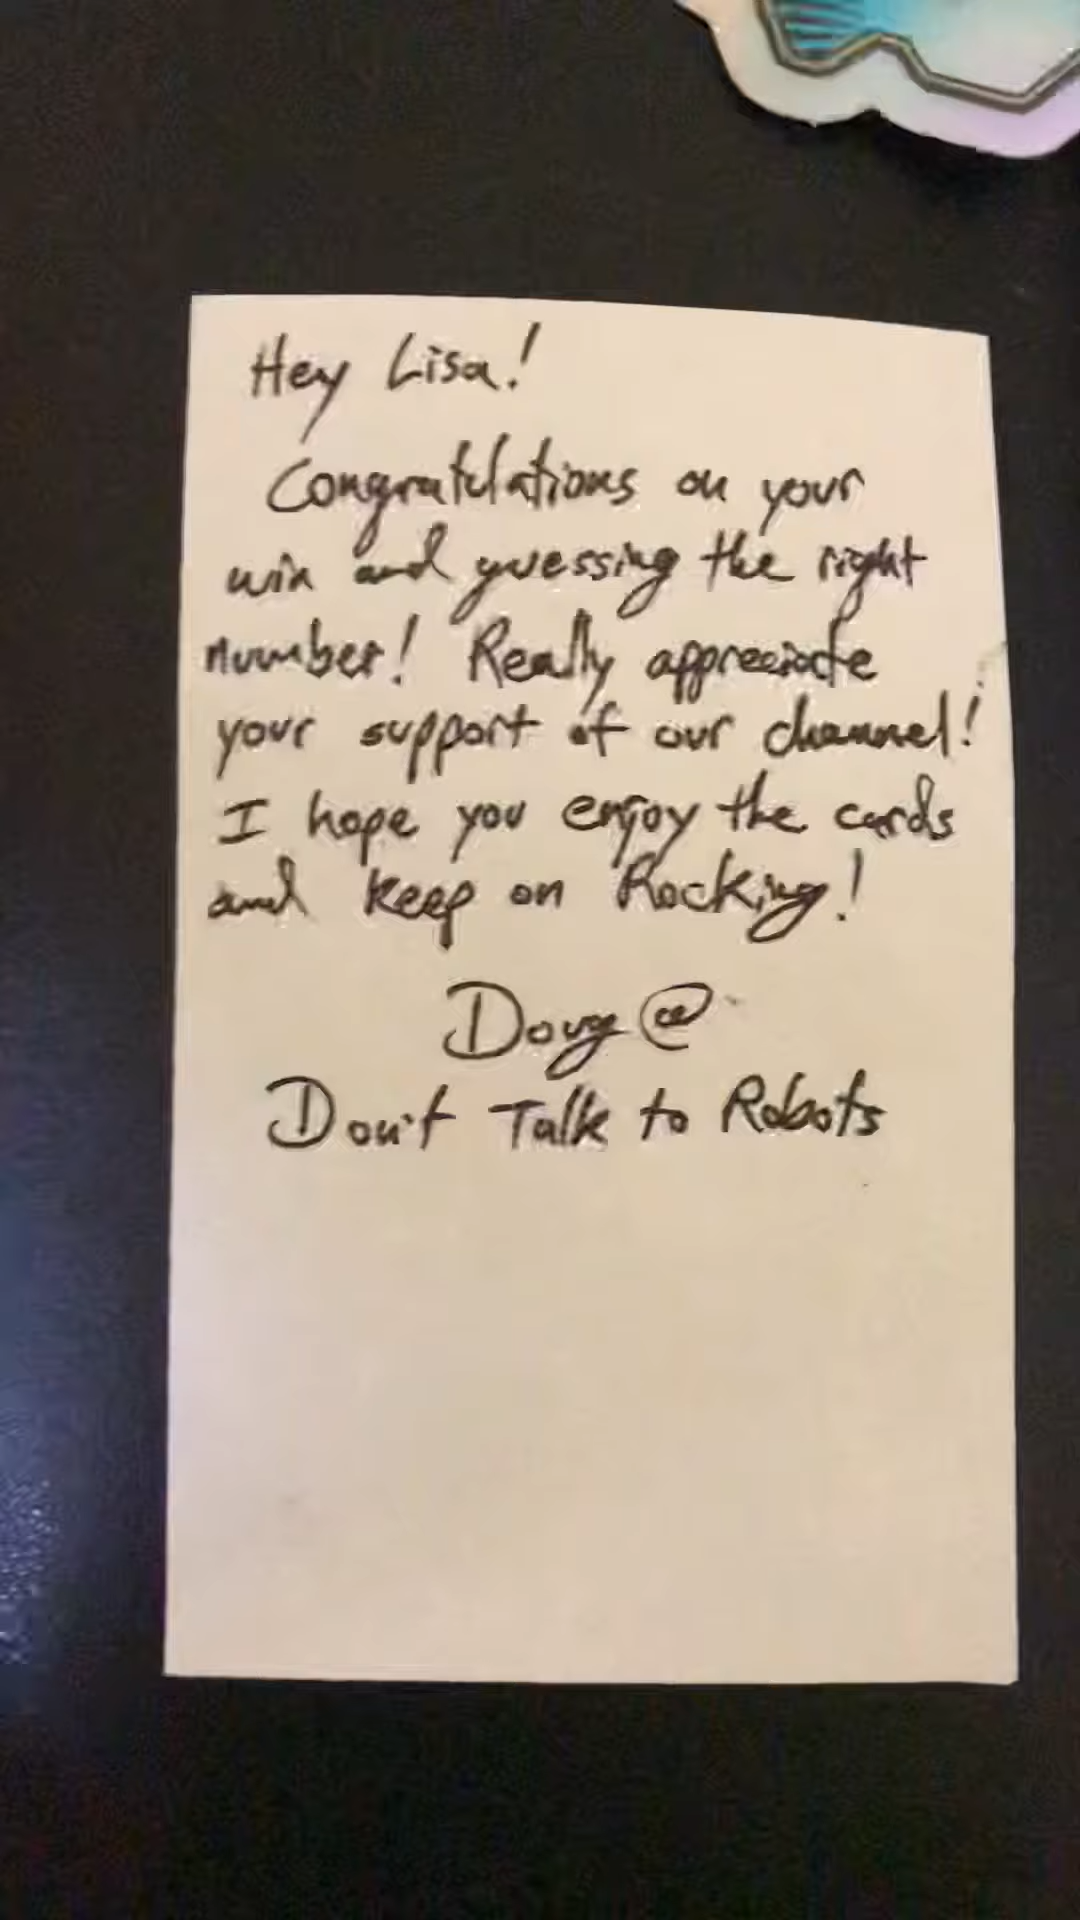 Hey Lisa!
Congratulations on your
win and guessing the right
number! Really appreciate
your support of our channel!
I hope you enjoy the cards
and keep on Rocking!
Doug @
Don't Talk to Robots